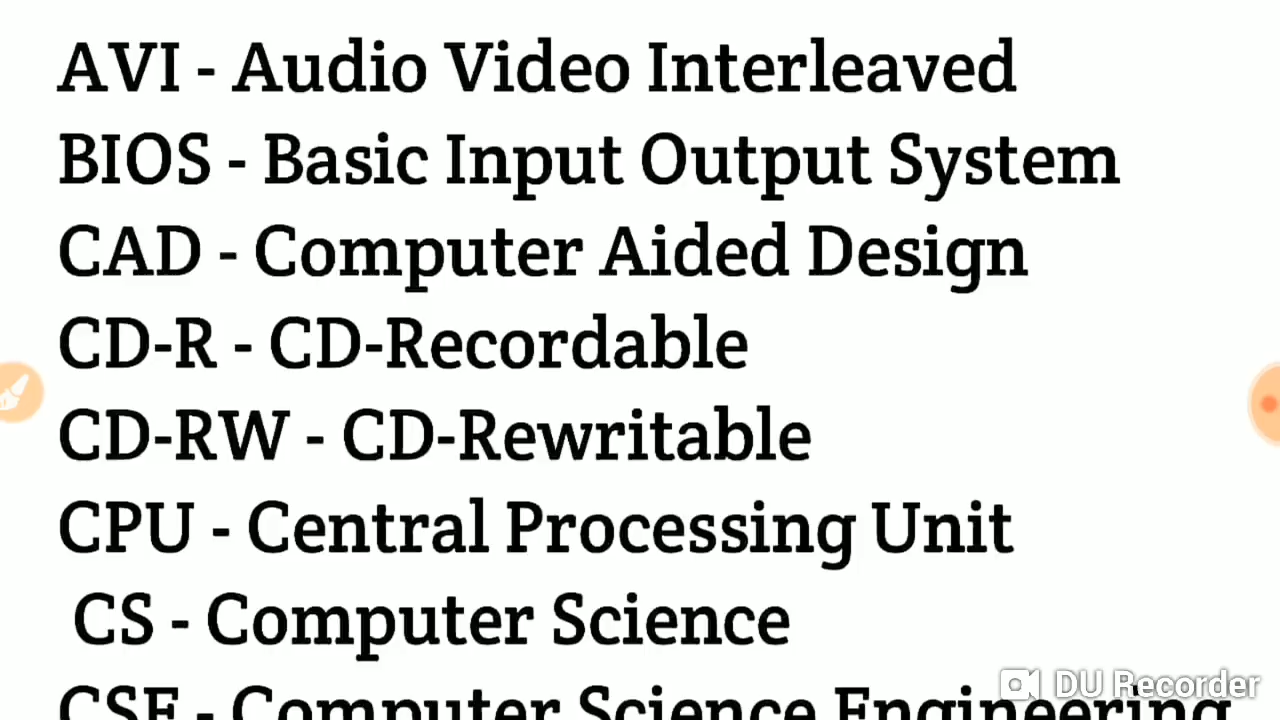 AVI - Audio Video Interleaved
BIOS - Basic Input Output System
CAD - Computer Aided Design
CD-R - CD-Recordable
CD-RW - CD-Rewritable
CPU - Central Processing Unit
CS - Computer Science
CSE - Computer Science Engineering
DU Recorder